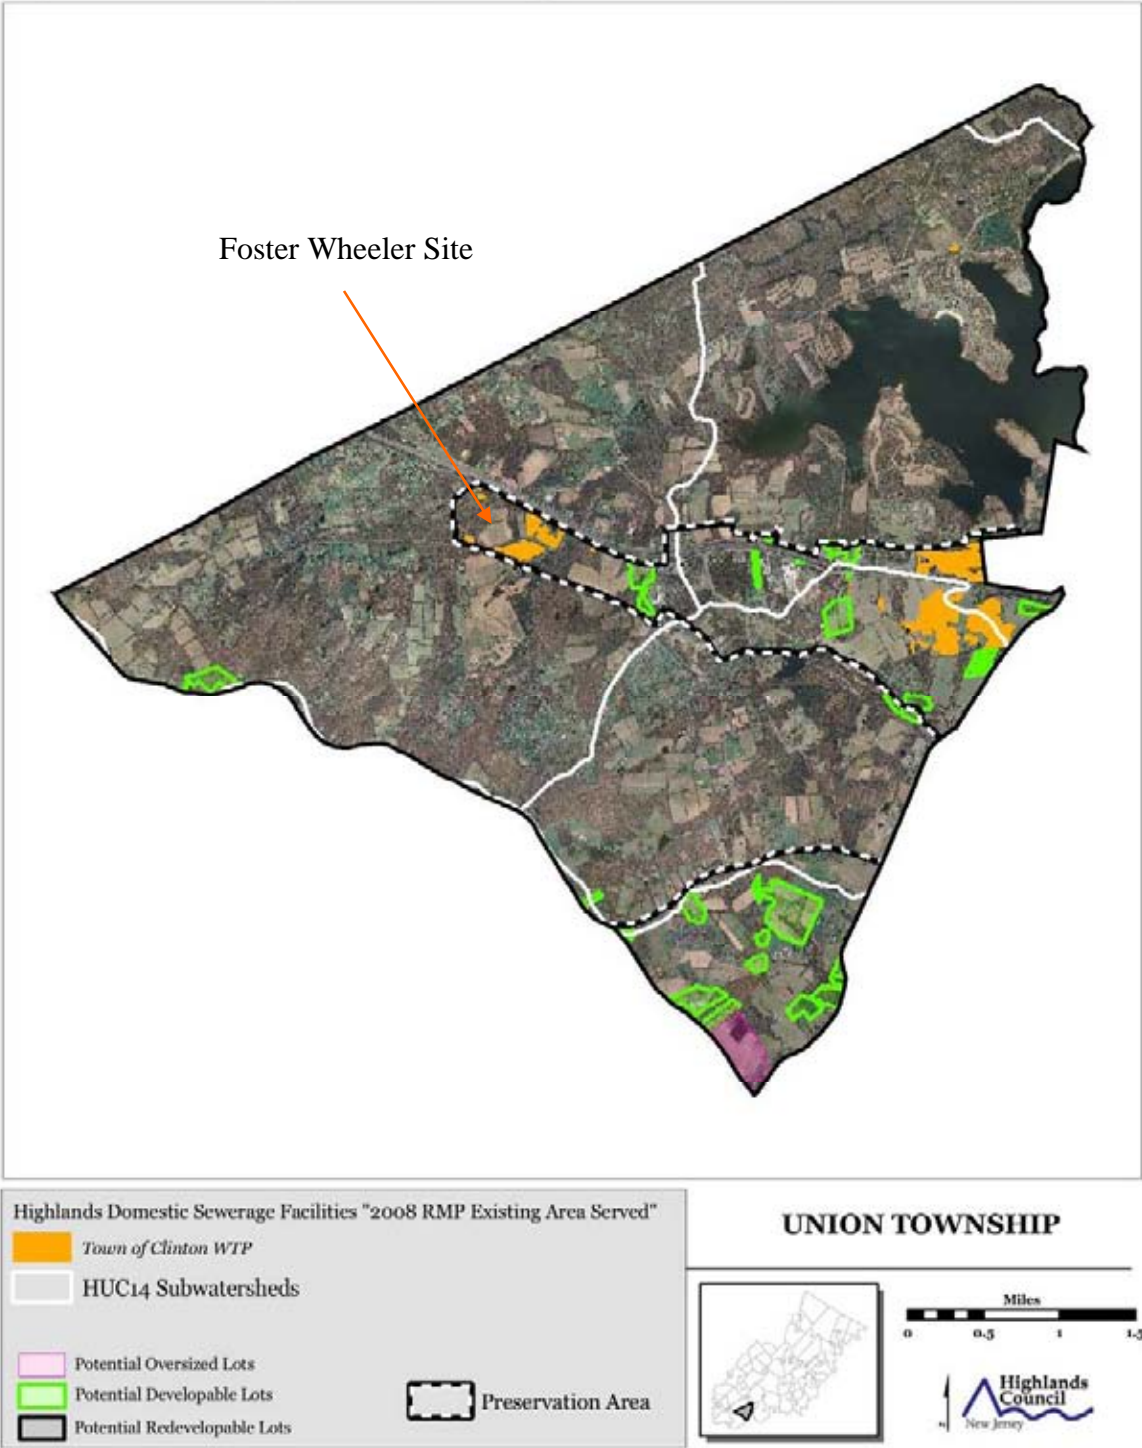 Foster Wheeler Site
Highlands Domestic Sewerage Facilities "2008 RMP Existing Area Served"
Town of Clinton WTP
HUC14 Subwatersheds
Potential Oversized Lots
Potential Developable Lots
Potential Redevelopable Lots
Preservation Area
UNION TOWNSHIP
Miles
0 0.5 1 1.5
N
Highlands
Council
New Jersey